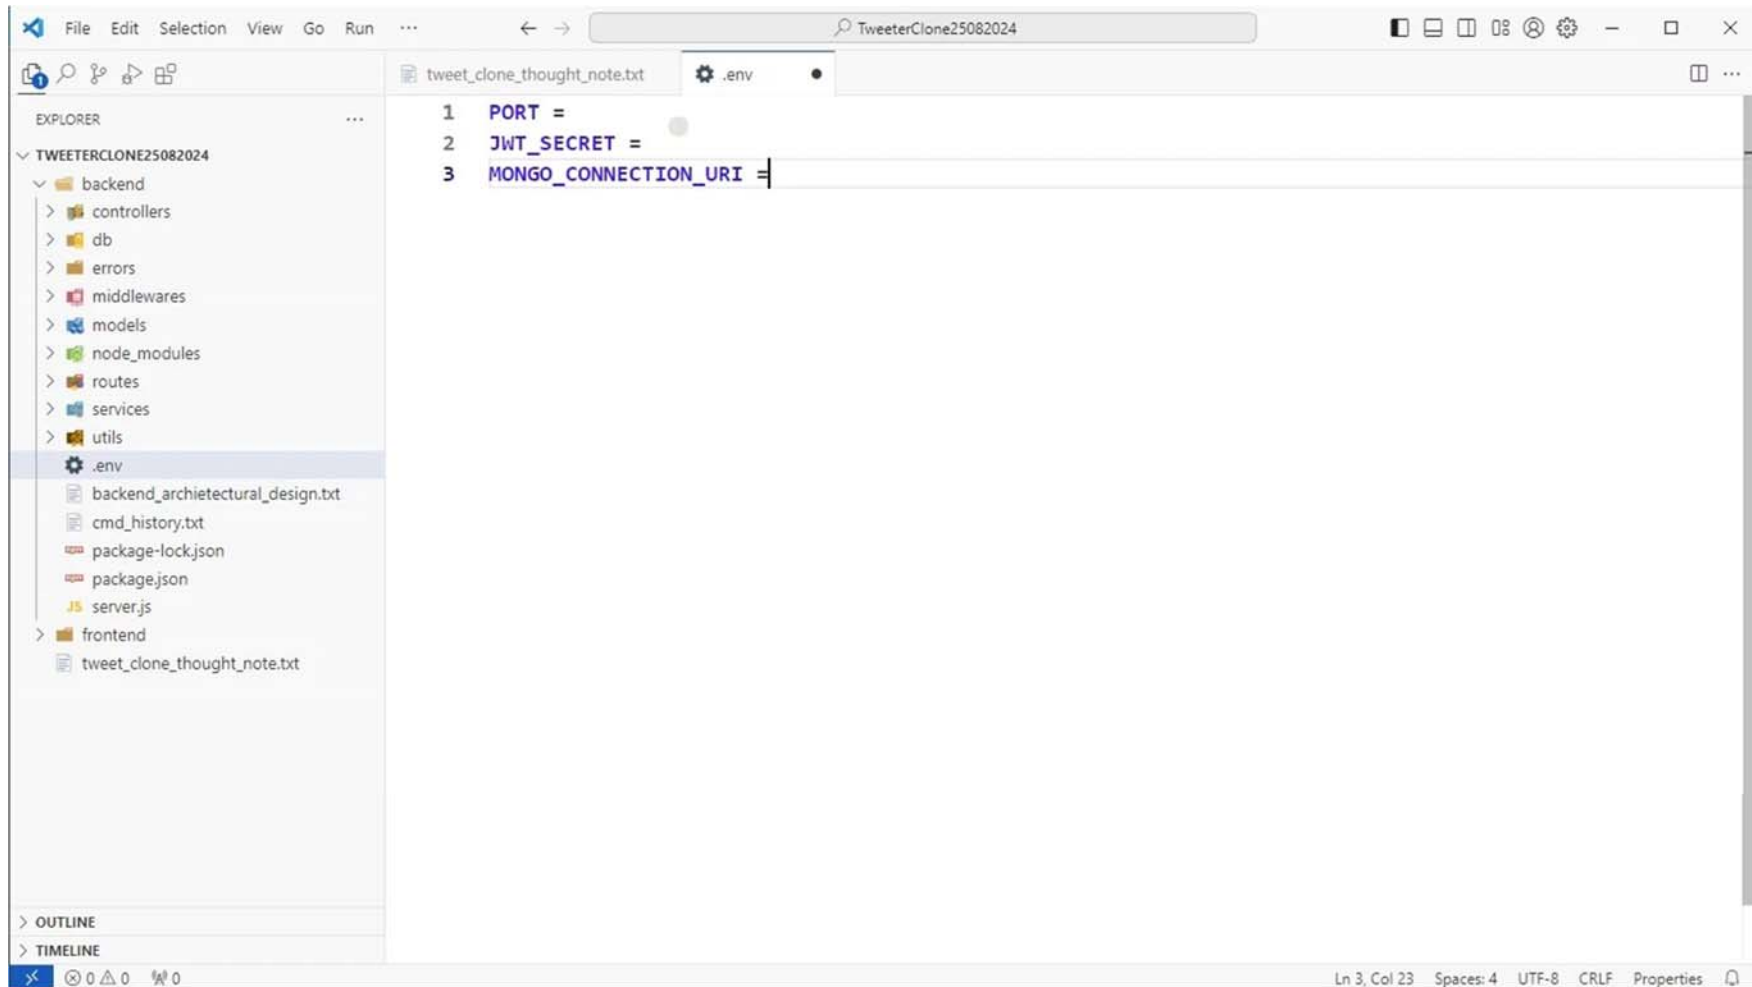 File Edit Selection View Go Run ···
TweeterClone25082024
1
tweet_clone_thought_note.txt
.env
EXPLORER
TWEETERCLONE25082024
backend
controllers
db
errors
middlewares
models
node_modules
routes
services
utils
.env
backend_archietectural_design.txt
cmd_history.txt
package-lock.json
package.json
JS server.js
frontend
tweet_clone_thought_note.txt
OUTLINE
TIMELINE
1 PORT =
2 JWT_SECRET =
3 MONGO_CONNECTION_URI =
0 0 0
Ln 3, Col 23 Spaces: 4 UTF-8 CRLF Properties